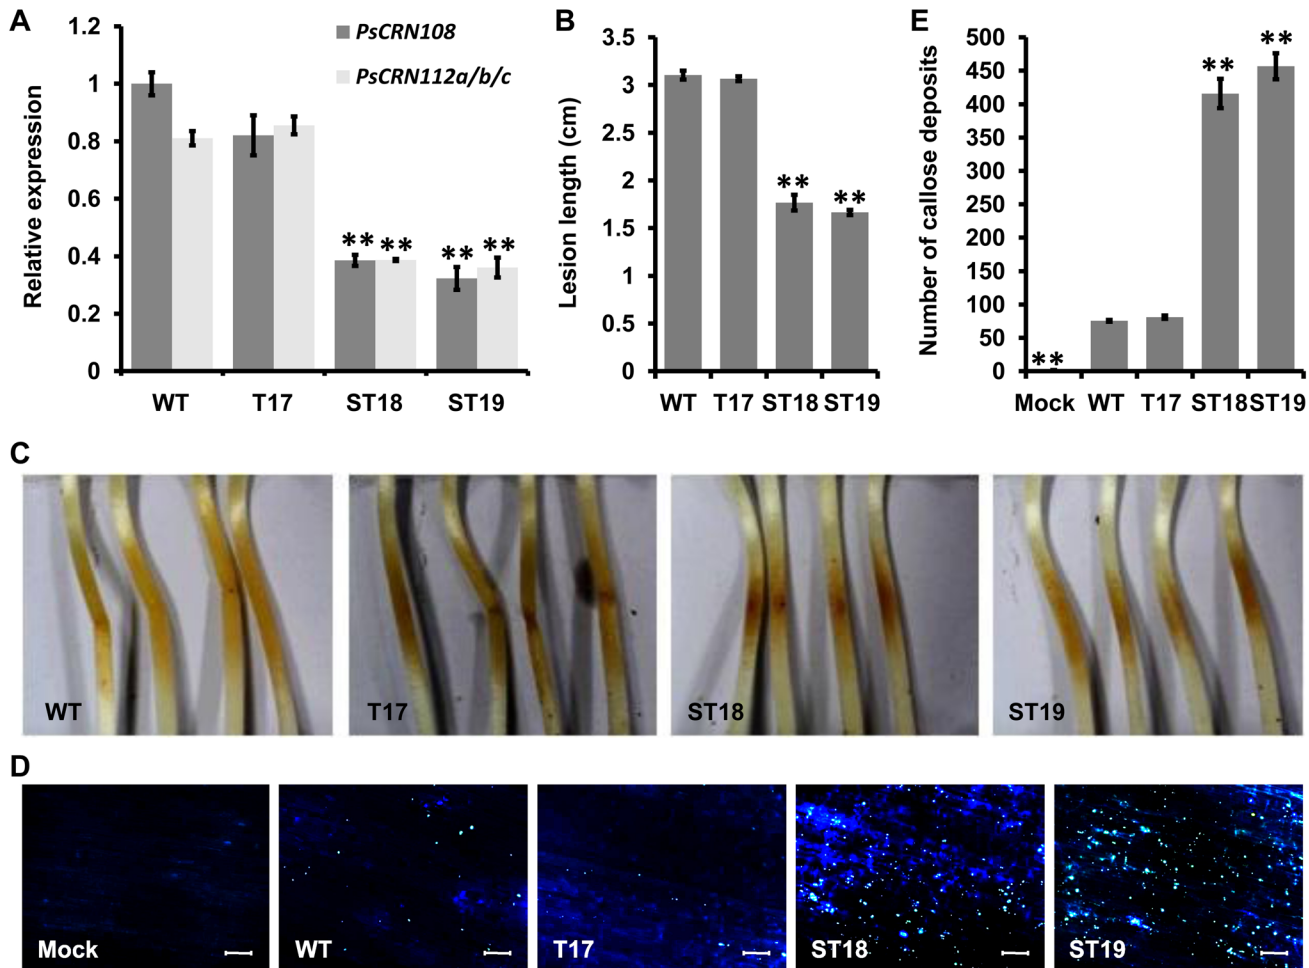 A
Relative expression
1.2
1
0.8
0.6
0.4
0.2
0
PsCRN108
PsCRN112a/b/c
** ** ** **
WT T17 ST18 ST19
B
Lesion length (cm)
3.5
3
2.5
2
1.5
1
0.5
0
** **
WT T17 ST18 ST19
E
Number of callose deposits
500
450
400
350
300
250
200
150
100
50
0
** ** **
Mock WT T17 ST18 ST19
C
WT T17 ST18 ST19
D
Mock WT T17 ST18 ST19